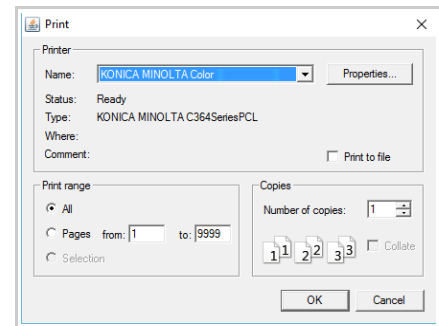 Print
Printer
Name: KONICA MINOLTA Color Properties...
Status: Ready
Type: KONICA MINOLTA C364SeriesPCL
Where:
Comment: Print to file
Print range
All
Pages from: 1 to: 9999
Selection
Copies
Number of copies: 1
1 1 2 2 3 3 Collate
OK Cancel